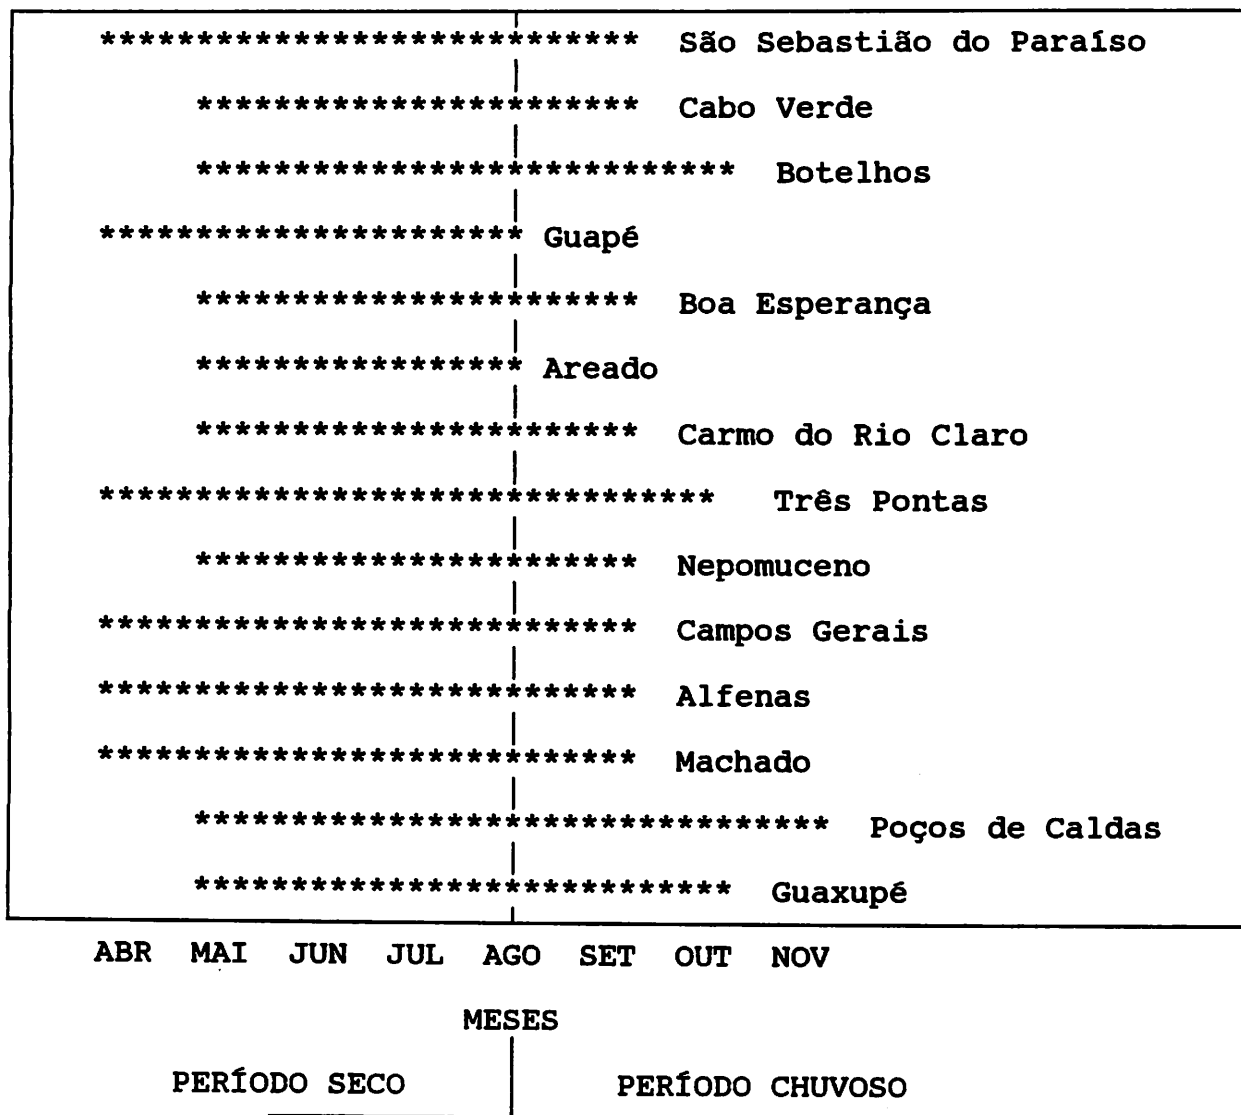 **************************** São Sebastião do Paraíso
*********************** Cabo Verde
**************************** Botelhos
********************** Guapé
*********************** Boa Esperança
***************** Areado
*********************** Carmo do Rio Claro
******************************** Três Pontas
*********************** Nepomuceno
**************************** Campos Gerais
**************************** Alfenas
**************************** Machado
********************************* Poços de Caldas
**************************** Guaxupé
ABR MAI JUN JUL AGO SET OUT NOV
MESES
PERÍODO SECO PERÍODO CHUVOSO